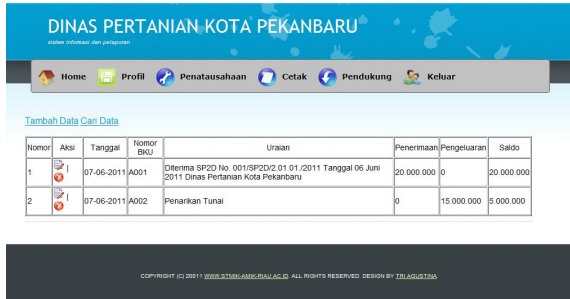 DINAS PERTANIAN KOTA PEKANBARU
sistem informasi dan pelaporan
Home Profil Penatausahaan Cetak Pendukung Keluar
Tambah Data Cari Data
Nomor Aksi Tanggal Nomor BKU Uraian Penerimaan Pengeluaran Saldo
1 | 07-06-2011 A001 Diterima SP2D No. 001/SP2D/2.01.01./2011 Tanggal 06 Juni
2011 Dinas Pertanian Kota Pekanbaru 20.000.000 0 20.000.000
2 | 07-06-2011 A002 Penarikan Tunai 0 15.000.000 5.000.000
COPYRIGHT (C) 20011 WWW.STMIK-AMIK-RIAU.AC.ID. ALL RIGHTS RESERVED. DESIGN BY TRI AGUSTINA.